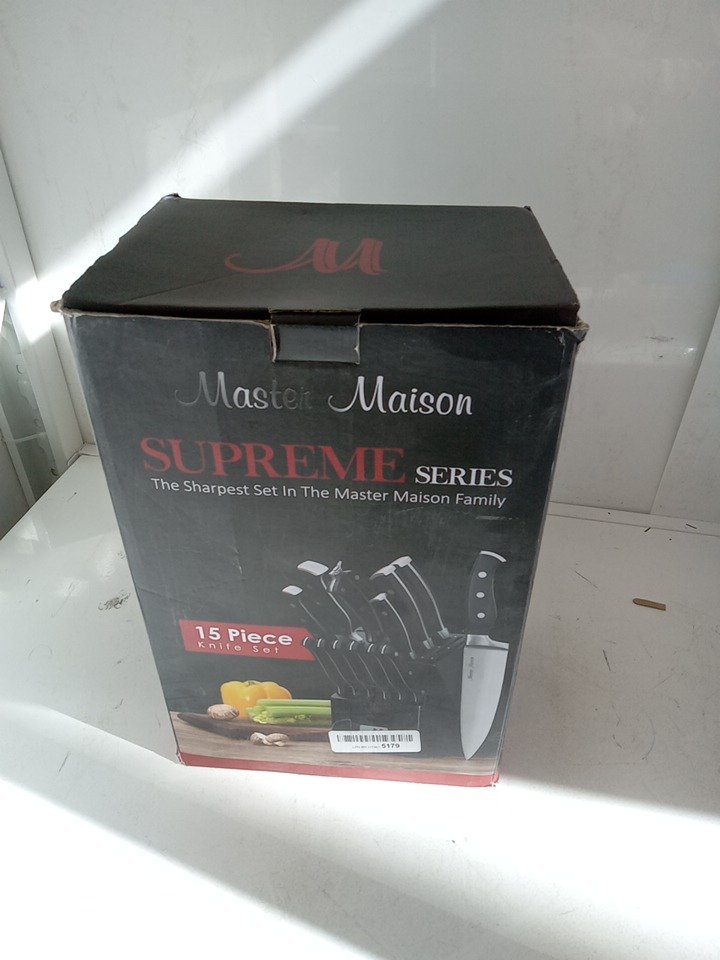 M
Master Maison
SUPREME SERIES
The Sharpest Set In The Master Maison Family
15 Piece
Knife Set
5179